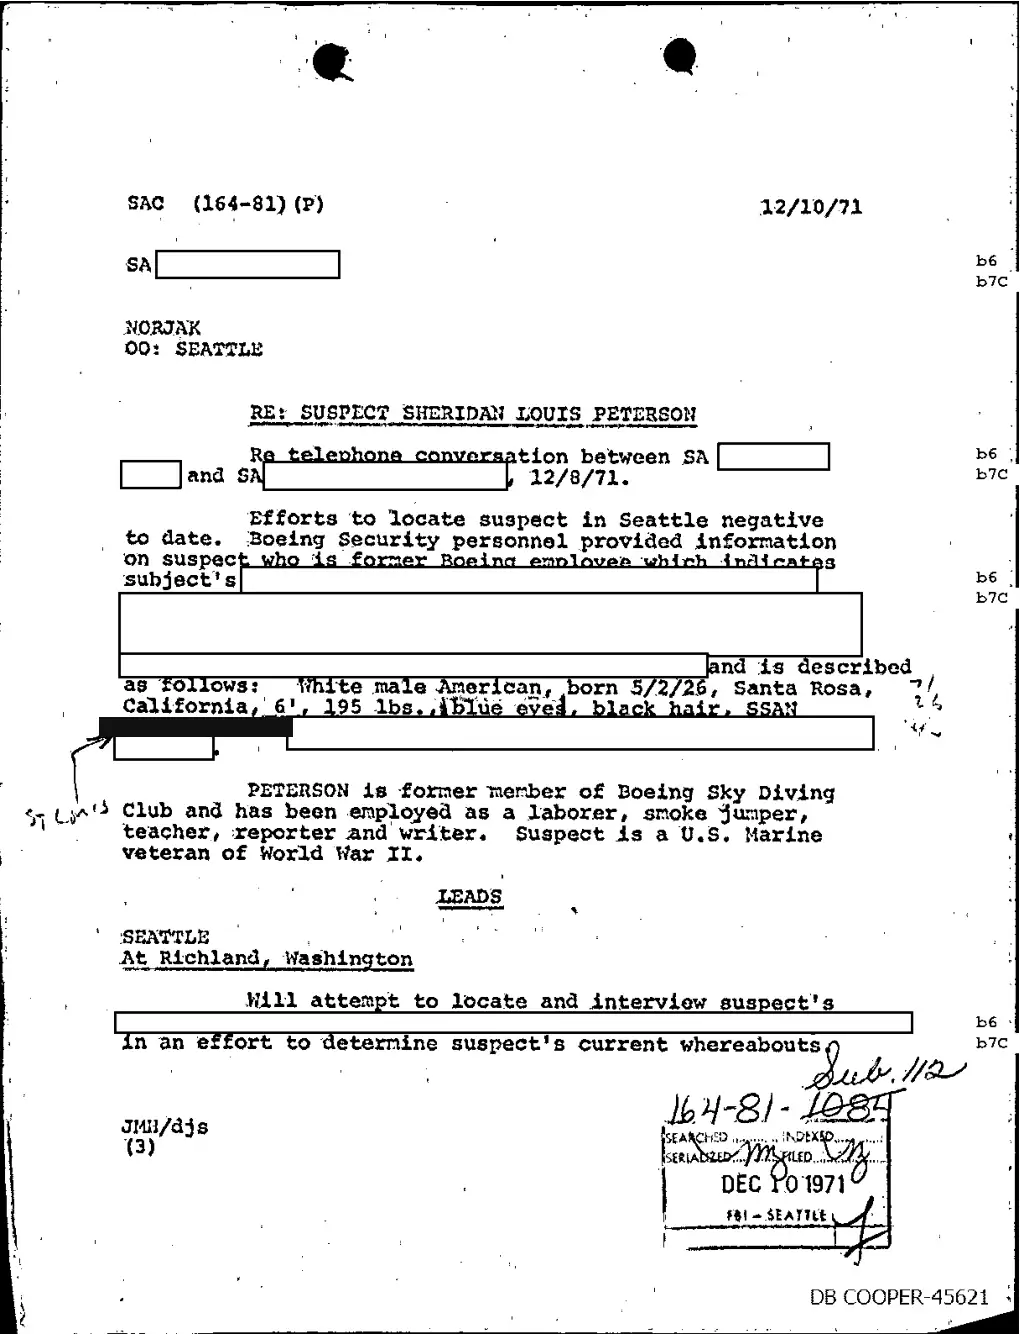 SAC (164-81) (P) 12/10/71
SA b6
b7C
NORJAK
OO: SEATTLE
RE: SUSPECT SHERIDAN LOUIS PETERSON
Re telephone conversation between SA b6
and SA , 12/8/71. b7C
Efforts to locate suspect in Seattle negative
to date. Boeing Security personnel provided information
on suspect who is former Boeing employee which indicates
subject's b6
b7C
and is described
as follows: White male American, born 5/2/26, Santa Rosa, 71
California, 6', 195 lbs., blue eyes, black hair, SSAN 26
.
PETERSON is former member of Boeing Sky Diving
St Louis Club and has been employed as a laborer, smoke jumper,
teacher, reporter and writer. Suspect is a U.S. Marine
veteran of World War II.
LEADS
SEATTLE
At Richland, Washington
Will attempt to locate and interview suspect's
b6
in an effort to determine suspect's current whereabouts. b7C
Sub. 112
164-81-1084
JMH/djs
(3)
SEARCHED INDEXED
SERIALIZED FILED
DEC 10 1971
FBI - SEATTLE
DB COOPER-45621